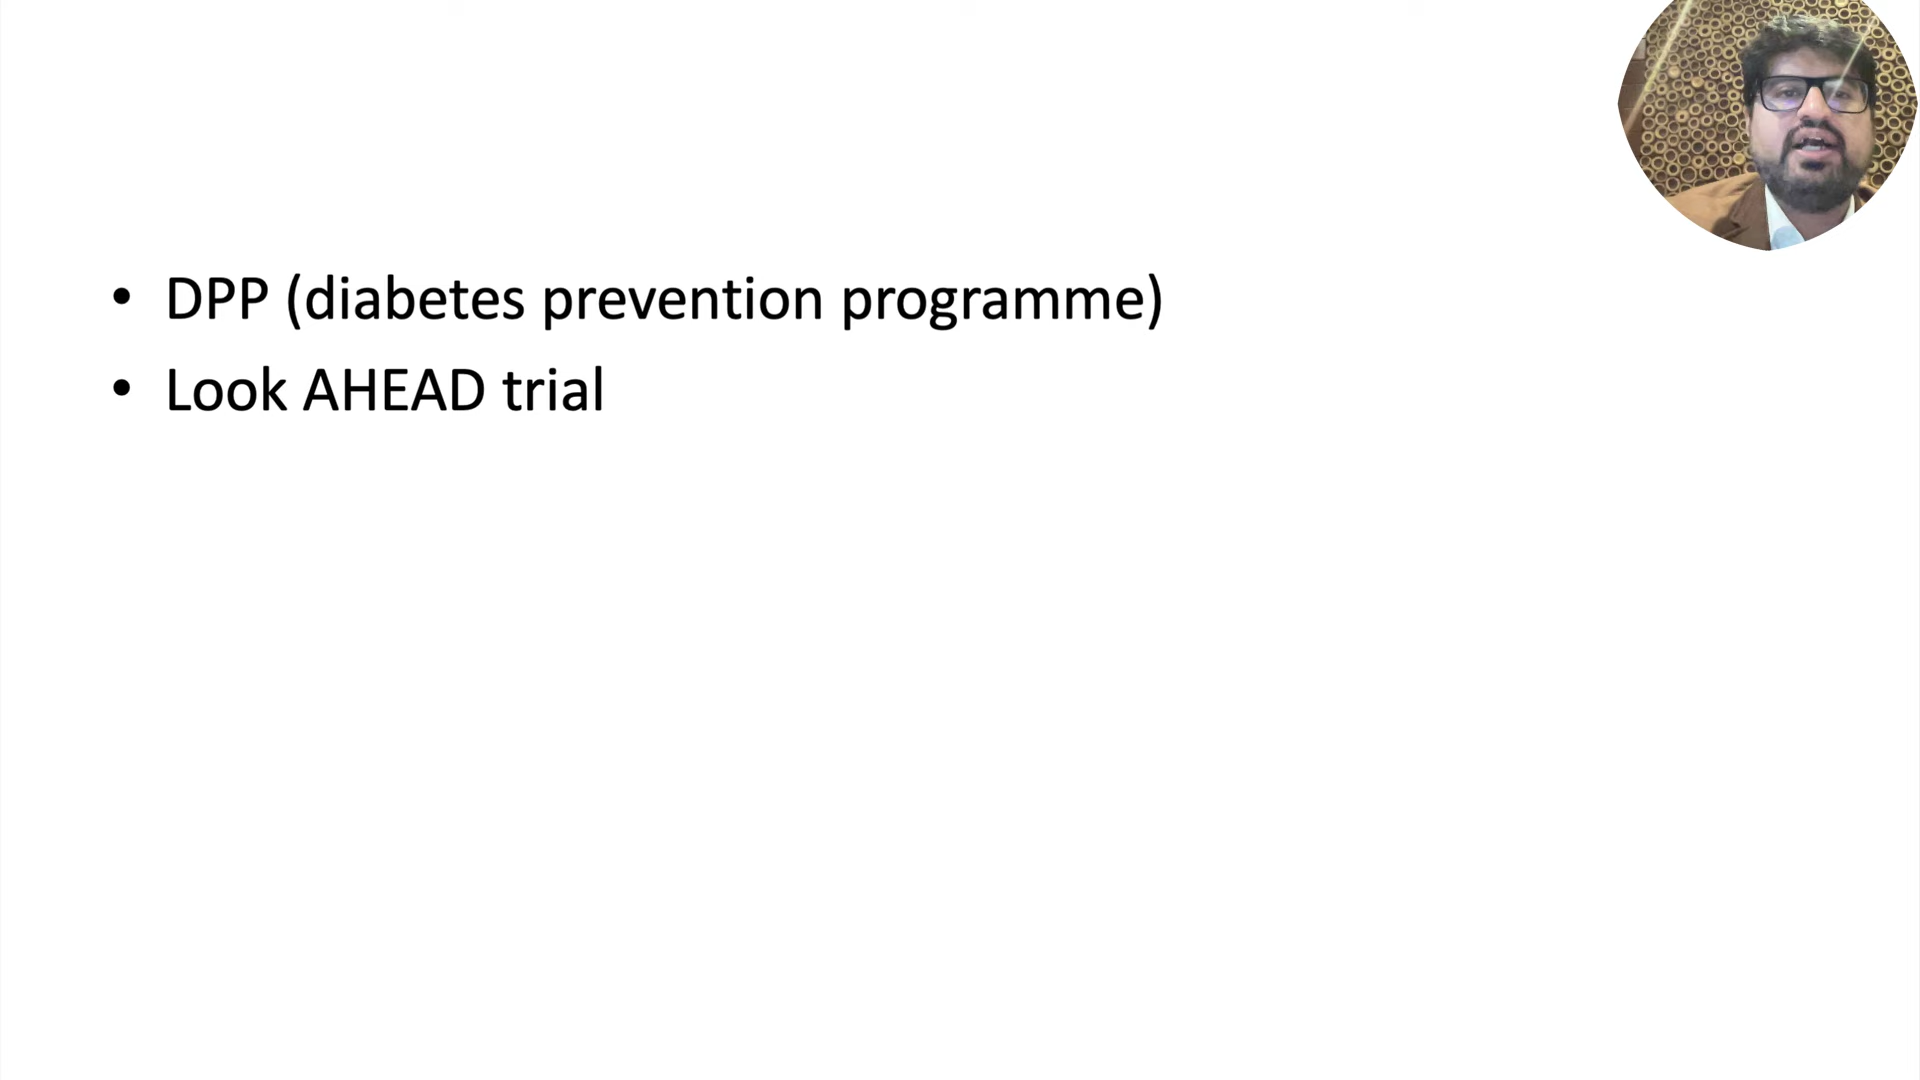 • DPP (diabetes prevention programme)
• Look AHEAD trial